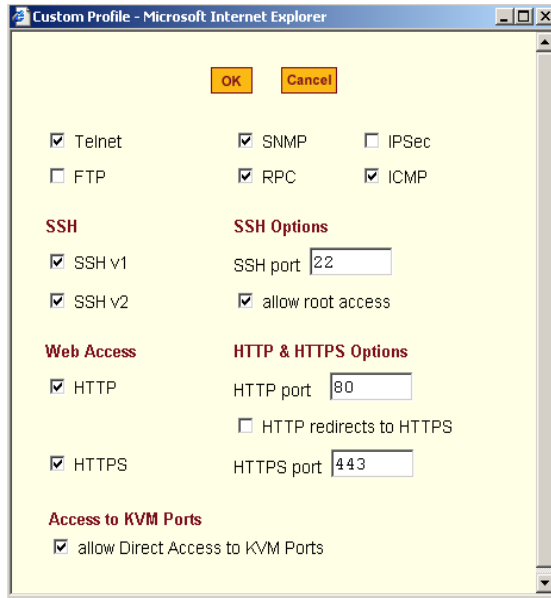 Custom Profile - Microsoft Internet Explorer
OK Cancel
Telnet SNMP IPSec
FTP RPC ICMP
SSH SSH Options
SSH v1 SSH port 22
SSH v2 allow root access
Web Access HTTP & HTTPS Options
HTTP HTTP port 80
HTTP redirects to HTTPS
HTTPS HTTPS port 443
Access to KVM Ports
allow Direct Access to KVM Ports